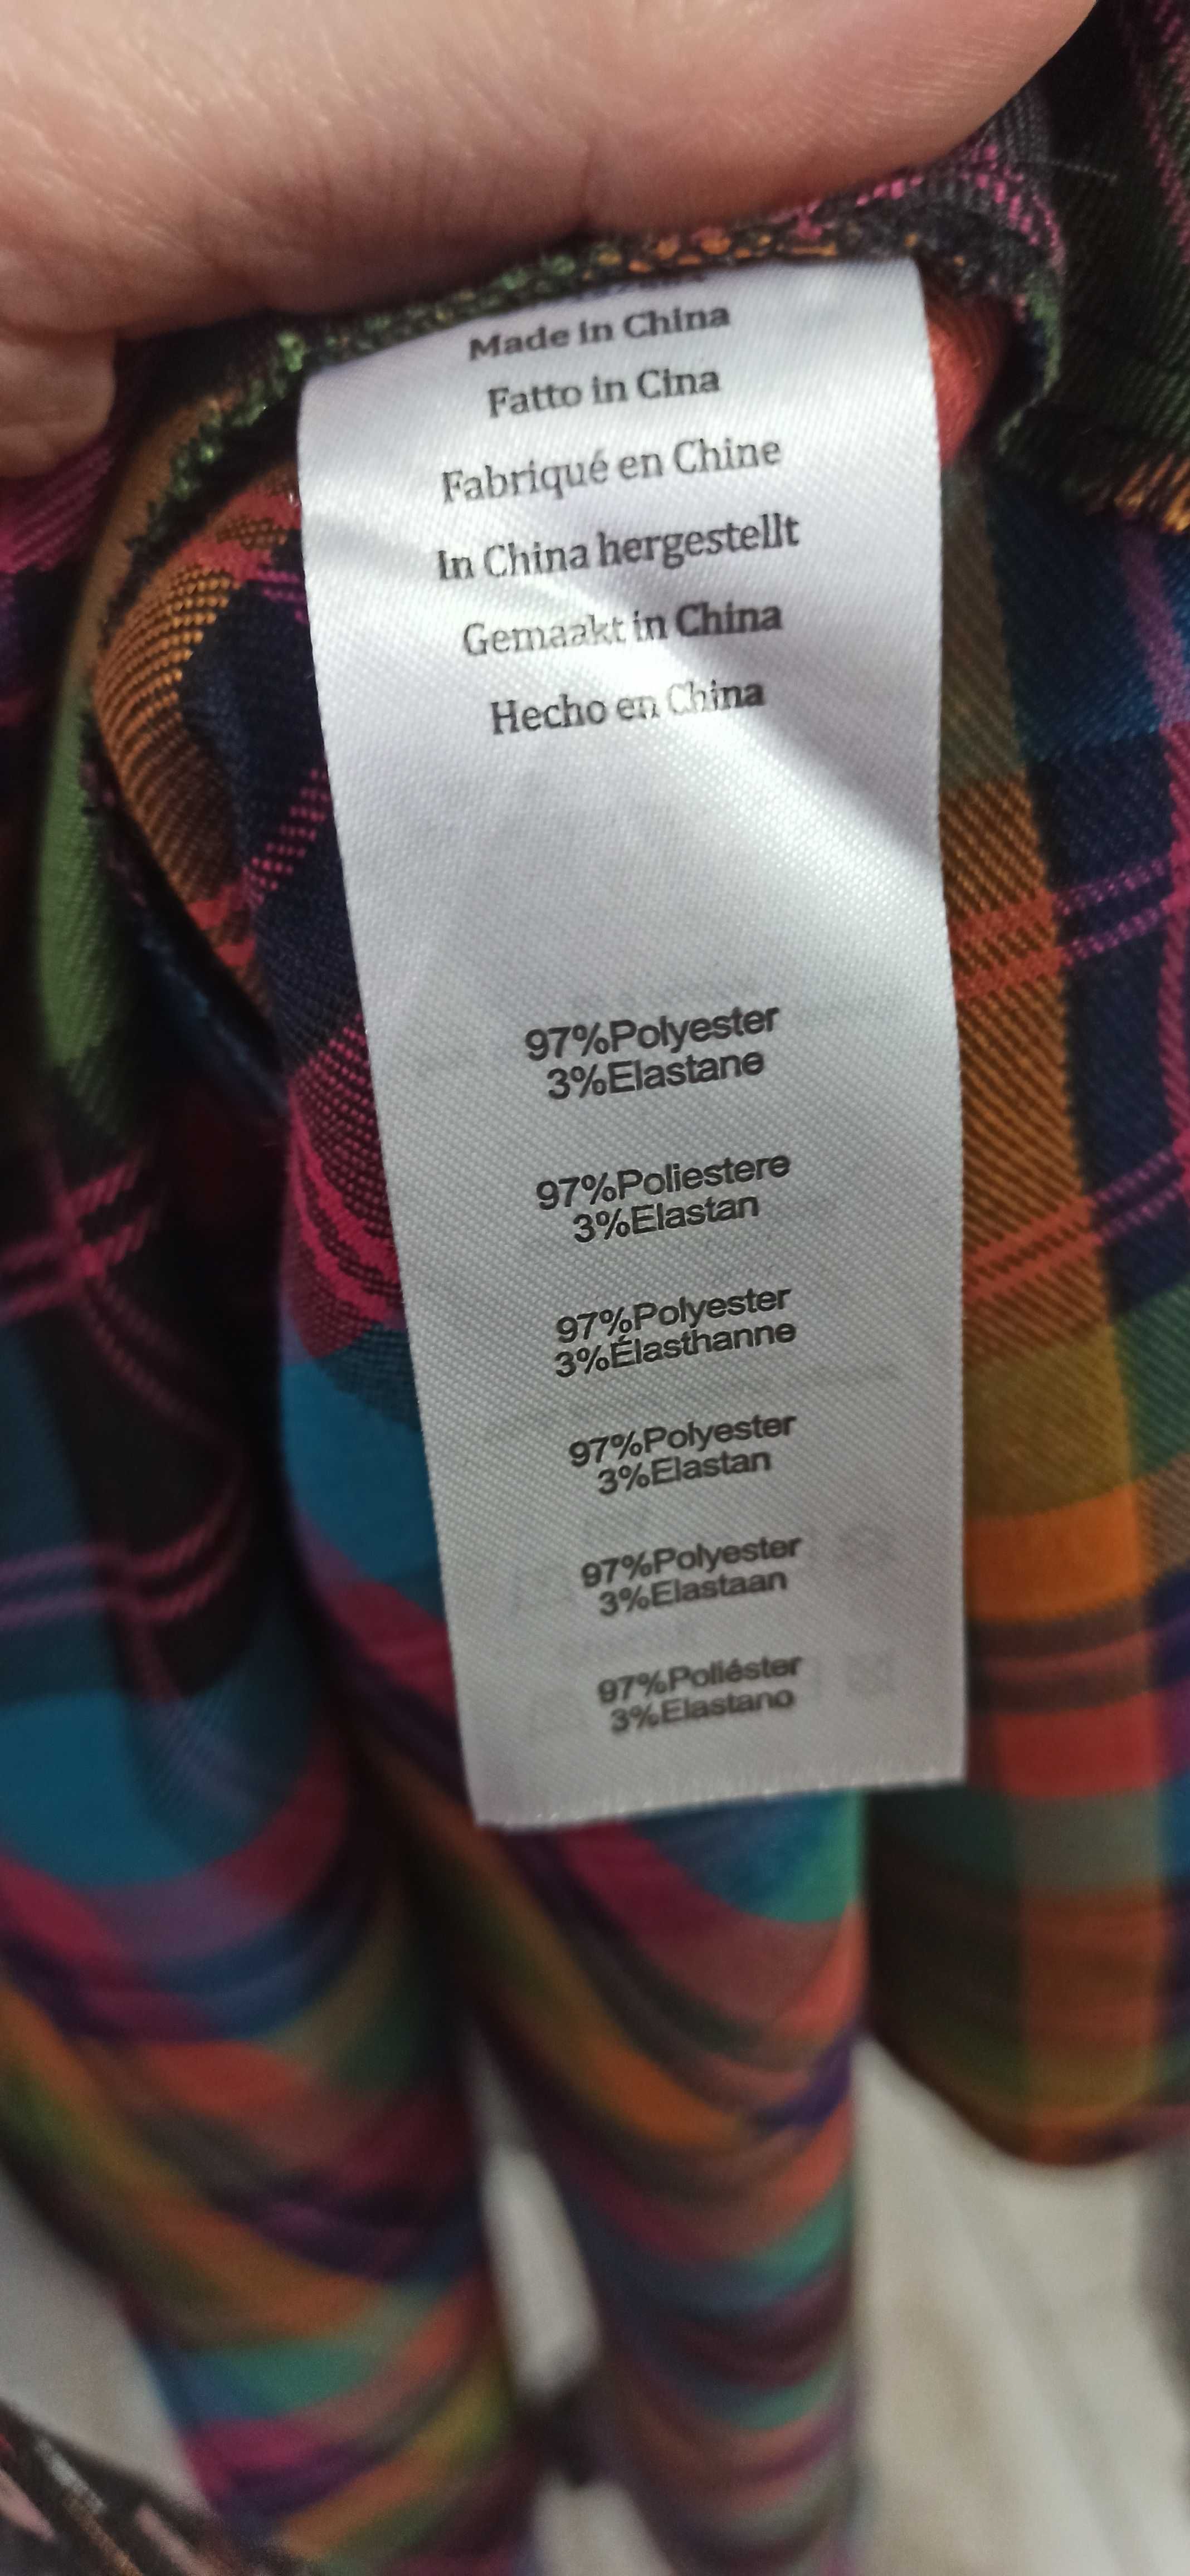 Made in China
Fatto in Cina
Fabriqué en Chine
In China hergestellt
Gemaakt in China
Hecho en China
97%Polyester
3%Elastane
97%Poliestere
3%Elastan
97%Polyester
3%Élasthanne
97%Polyester
3%Elastan
97%Polyester
3%Elastaan
97%Poliéster
3%Elastano